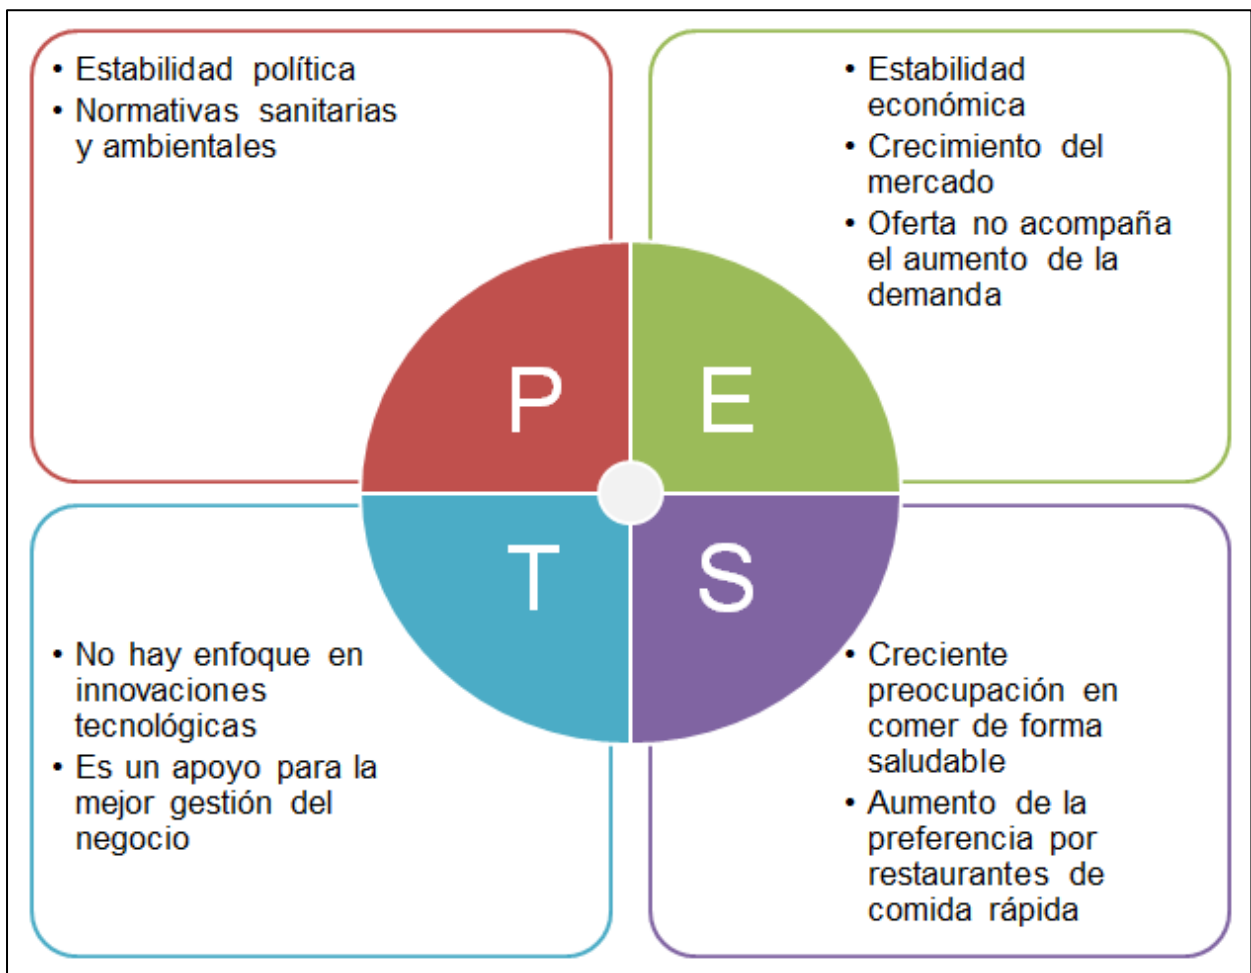 • Estabilidad política
• Normativas sanitarias
y ambientales
• Estabilidad
económica
• Crecimiento del
mercado
• Oferta no acompaña
el aumento de la
demanda
P
E
T
S
• No hay enfoque en
innovaciones
tecnológicas
• Es un apoyo para la
mejor gestión del
negocio
• Creciente
preocupación en
comer de forma
saludable
• Aumento de la
preferencia por
restaurantes de
comida rápida